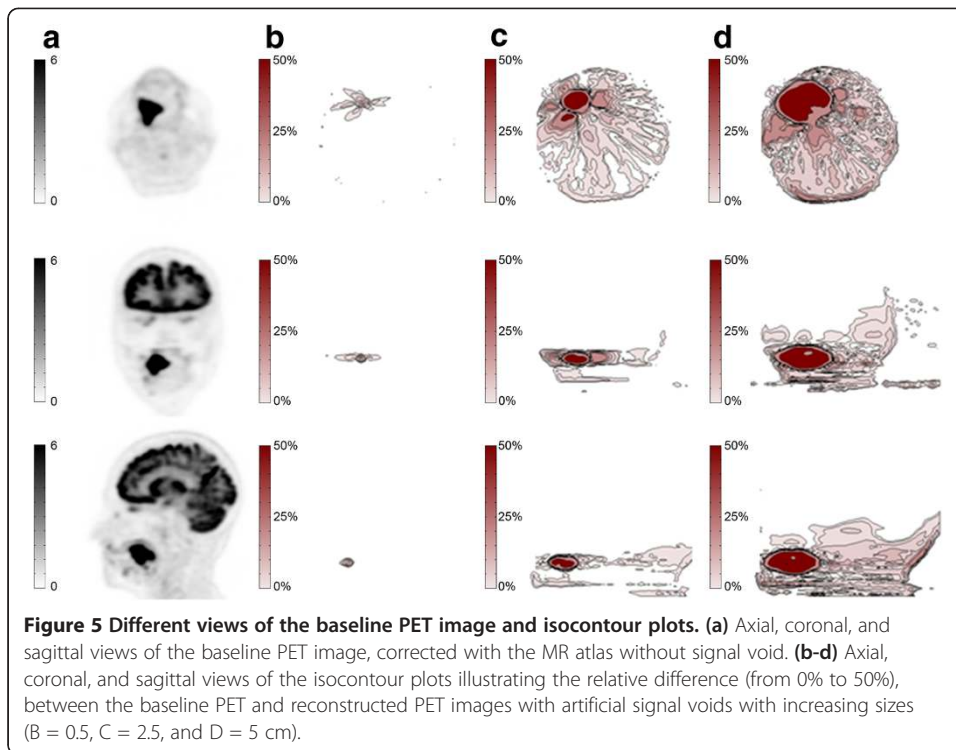 a b c d
6 50% 50% 50%
25% 25% 25%
0 0% 0% 0%
6 50% 50% 50%
25% 25% 25%
0 0% 0% 0%
6 50% 50% 50%
25% 25% 25%
0 0% 0% 0%
Figure 5 Different views of the baseline PET image and isocontour plots. (a) Axial, coronal, and
sagittal views of the baseline PET image, corrected with the MR atlas without signal void. (b-d) Axial,
coronal, and sagittal views of the isocontour plots illustrating the relative difference (from 0% to 50%),
between the baseline PET and reconstructed PET images with artificial signal voids with increasing sizes
(B = 0.5, C = 2.5, and D = 5 cm).